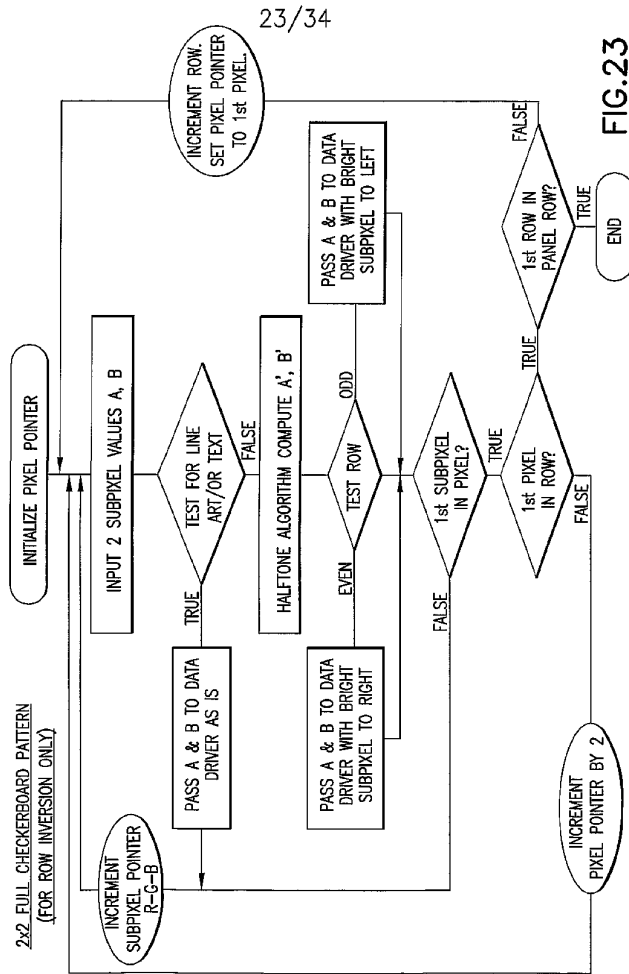 23/34
2x2 FULL CHECKERBOARD PATTERN
(FOR ROW INVERSION ONLY)
INITIALIZE PIXEL POINTER
INPUT 2 SUBPIXEL VALUES A, B
TEST FOR LINE
ART/OR TEXT
TRUE
FALSE
PASS A & B TO DATA
DRIVER AS IS
INCREMENT
SUBPIXEL POINTER
R-G-B
HALFTONE ALGORITHM COMPUTE A', B'
TEST ROW
EVEN
ODD
PASS A & B TO DATA
DRIVER WITH BRIGHT
SUBPIXEL TO RIGHT
PASS A & B TO DATA
DRIVER WITH BRIGHT
SUBPIXEL TO LEFT
1st SUBPIXEL
IN PIXEL?
FALSE
TRUE
1st PIXEL
IN ROW?
FALSE
TRUE
INCREMENT
PIXEL POINTER BY 2
1st ROW IN
PANEL ROW?
FALSE
TRUE
INCREMENT ROW.
SET PIXEL POINTER
TO 1st PIXEL.
END
FIG.23